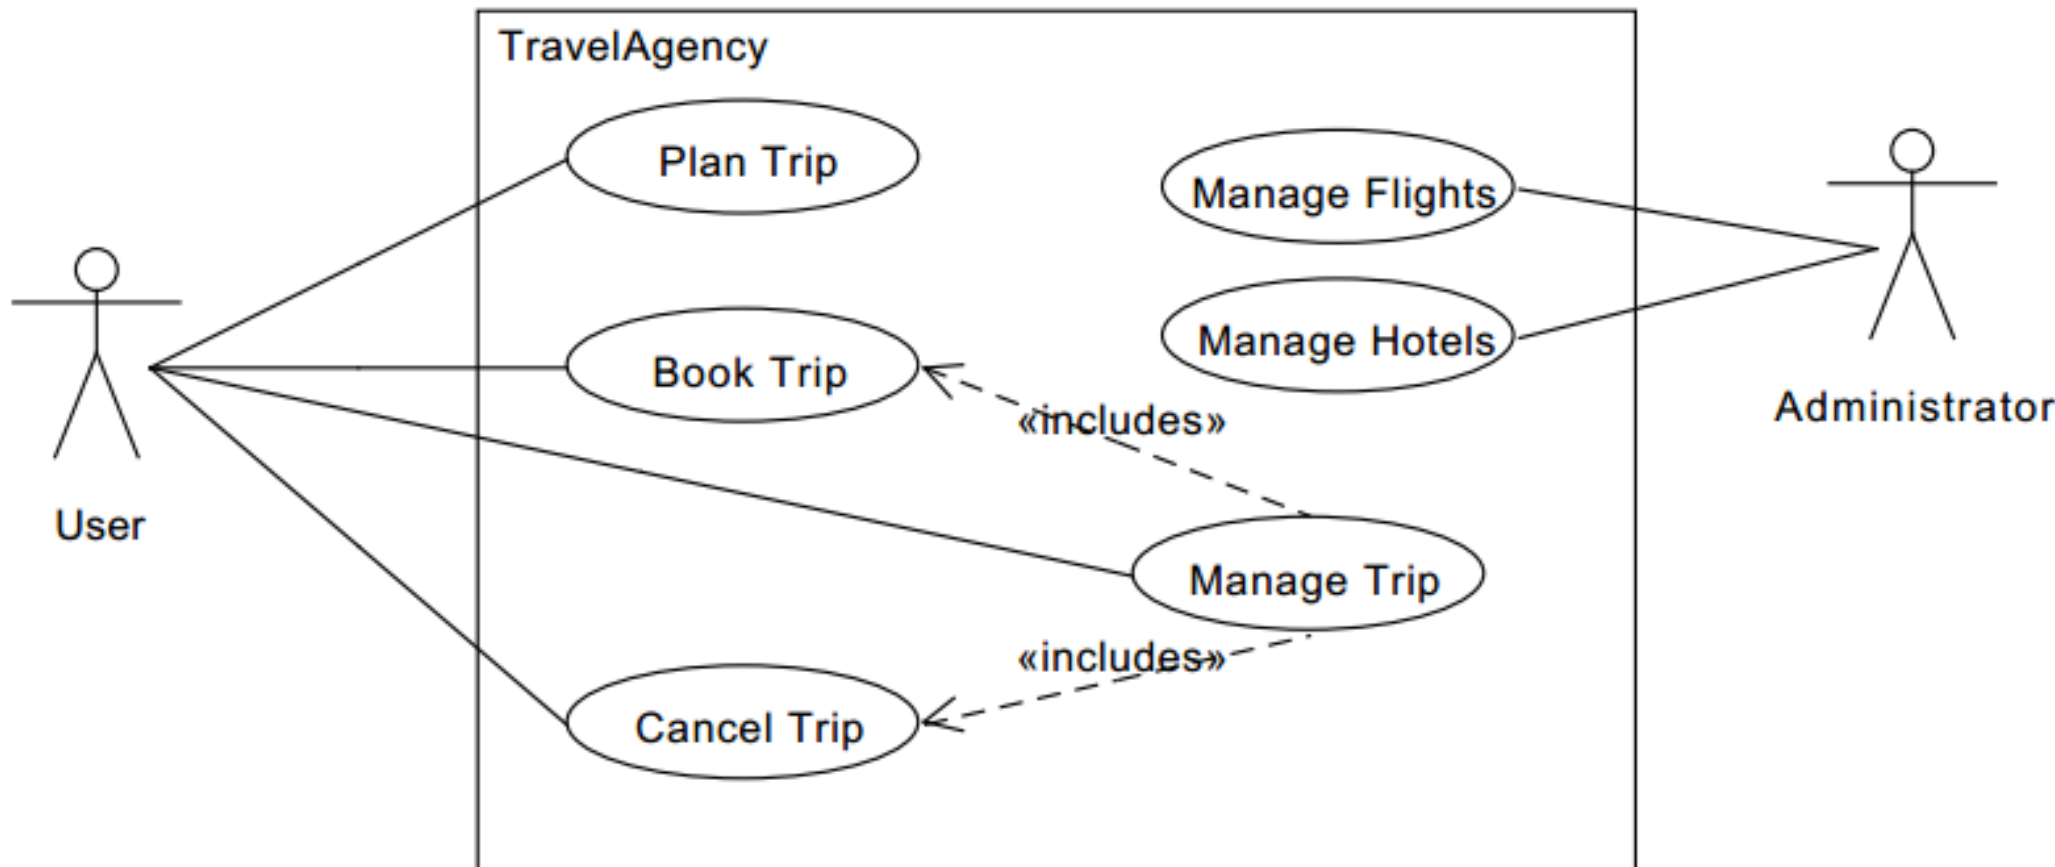 TravelAgency
Plan Trip
Manage Flights
Manage Hotels
Book Trip
Administrator
«includes»
User
Manage Trip
«includes»
Cancel Trip